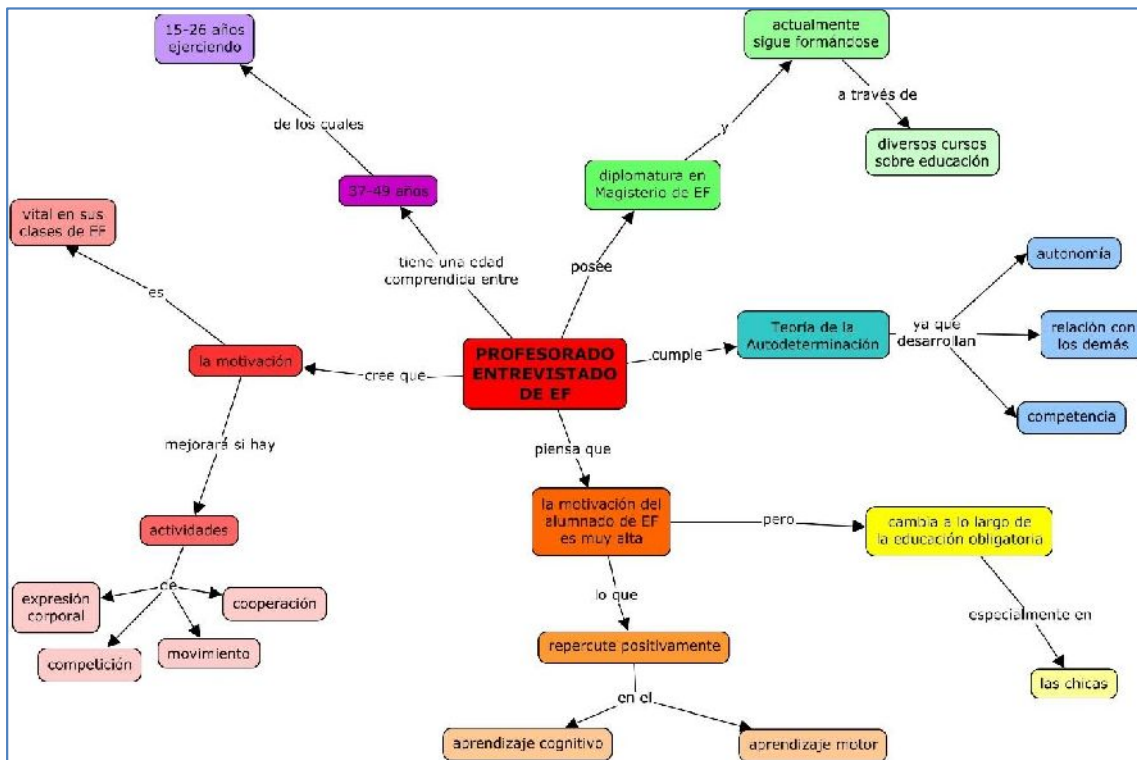 15-26 años
ejerciendo
actualmente
sigue formándose
de los cuales
y
a través de
diversos cursos
sobre educación
37-49 años
diplomatura en
Magisterio de EF
vital en sus
clases de EF
tiene una edad
comprendida entre
posee
es
autonomía
la motivación
cree que
PROFESORADO
ENTREVISTADO
DE EF
cumple
Teoría de la
Autodeterminación
ya que
desarrollan
relación con
los demás
competencia
mejorará si hay
piensa que
actividades
la motivación del
alumnado de EF
es muy alta
pero
cambia a lo largo de
la educación obligatoria
de
expresión
corporal
cooperación
competición
movimiento
lo que
especialmente en
repercute positivamente
las chicas
en el
aprendizaje cognitivo
aprendizaje motor